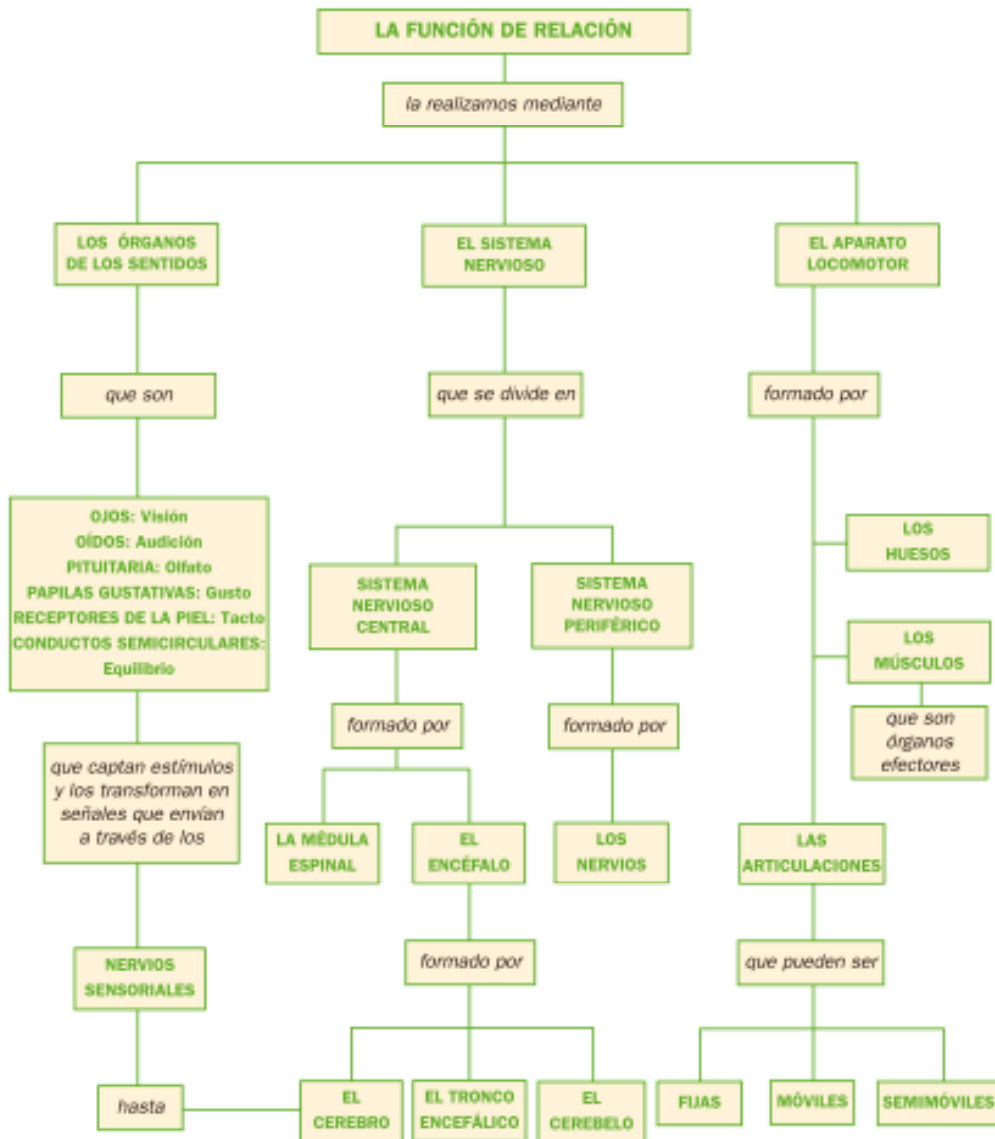 LA FUNCIÓN DE RELACIÓN
la realizamos mediante
LOS ÓRGANOS
DE LOS SENTIDOS
que son
OJOS: Visión
OÍDOS: Audición
PITUITARIA: Olfato
PAPILAS GUSTATIVAS: Gusto
RECEPTORES DE LA PIEL: Tacto
CONDUCTOS SEMICIRCULARES:
Equilibrio
que captan estímulos
y los transforman en
señales que envían
a través de los
NERVIOS
SENSORIALES
hasta
EL SISTEMA
NERVIOSO
que se divide en
SISTEMA
NERVIOSO
CENTRAL
formado por
LA MÉDULA
ESPINAL
EL
ENCÉFALO
formado por
EL
CEREBRO
EL TRONCO
ENCEFÁLICO
EL
CEREBELO
SISTEMA
NERVIOSO
PERIFÉRICO
formado por
LOS
NERVIOS
EL APARATO
LOCOMOTOR
formado por
LOS
HUESOS
LOS
MÚSCULOS
que son
órganos
efectores
LAS
ARTICULACIONES
que pueden ser
FIJAS
MÓVILES
SEMIMÓVILES